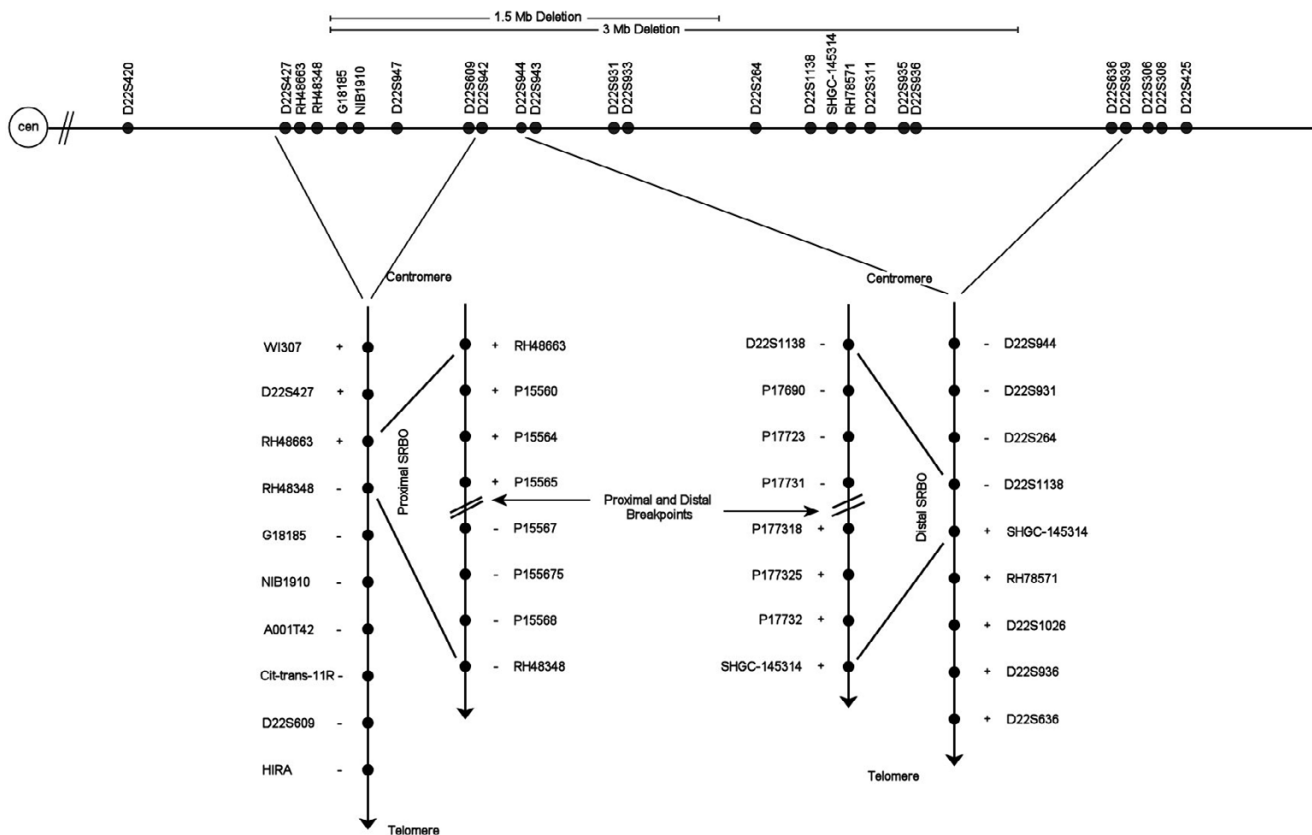 1.5 Mb Deletion
3 Mb Deletion
D22S420
D22S427
RH48663
RH48348
G18185
NIB1910
D22S947
D22S609
D22S942
D22S944
D22S943
D22S931
D22S933
D22S264
D22S1138
SHGC-145314
RH78571
D22S311
D22S935
D22S936
D22S636
D22S939
D22S306
D22S308
D22S425
cen
Centromere
WI307 +
D22S427 +
RH48663 +
RH48348 -
G18185 -
NIB1910 -
A001T42 -
Cit-trans-11R -
D22S609 -
HIRA -
Telomere
Proximal SRBO
+ RH48663
+ P15560
+ P15564
+ P15565
- P15567
- P155675
- P15568
- RH48348
Proximal and Distal
Breakpoints
D22S1138 -
P17690 -
P17723 -
P17731 -
P177318 +
P177325 +
P17732 +
SHGC-145314 +
Distal SRBO
Centromere
- D22S944
- D22S931
- D22S264
- D22S1138
+ SHGC-145314
+ RH78571
+ D22S1026
+ D22S936
+ D22S636
Telomere